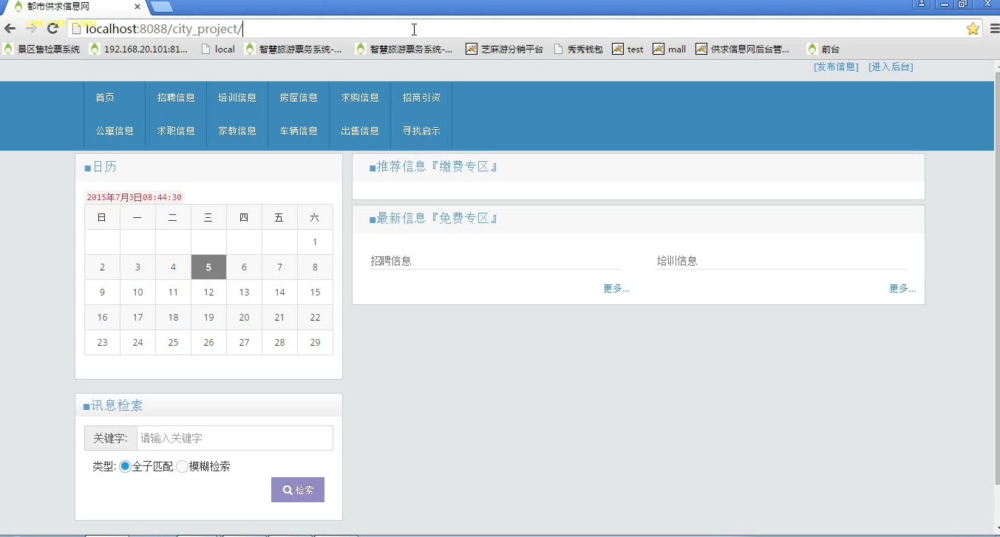 都市供求信息网
localhost:8088/city_project/
景区售检票系统 192.168.20.101:81... local 智慧旅游票务系统-... 智慧旅游票务系统-... 芝麻游分销平台 秀秀钱包 test mall 供求信息网后台管... 前台
[发布信息] [进入后台]
首页 招聘信息 培训信息 房屋信息 求购信息 招商引资
公寓信息 求职信息 家教信息 车辆信息 出售信息 寻找启示
■日历
2015年7月3日08:44:30
日 一 二 三 四 五 六
1
2 3 4 5 6 7 8
9 10 11 12 13 14 15
16 17 18 19 20 21 22
23 24 25 26 27 28 29
■讯息检索
关键字: 请输入关键字
类型: 全子匹配 模糊检索
检索
■推荐信息『缴费专区』
■最新信息『免费专区』
招聘信息 培训信息
更多... 更多...